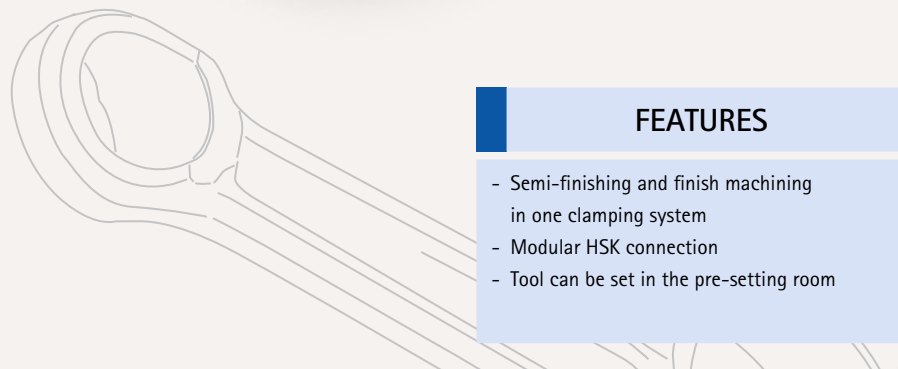 FEATURES
- Semi-finishing and finish machining
in one clamping system
- Modular HSK connection
- Tool can be set in the pre-setting room